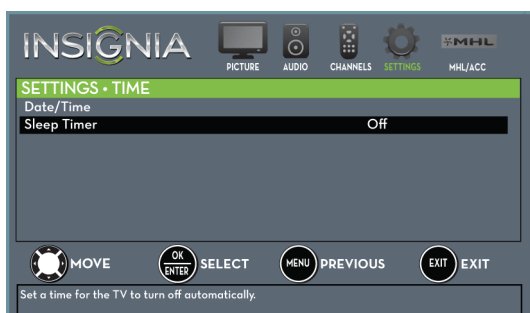 INSIGNIA
PICTURE AUDIO CHANNELS SETTINGS MHL MHL/ACC
SETTINGS • TIME
Date/Time
Sleep Timer Off
MOVE OK ENTER SELECT MENU PREVIOUS EXIT EXIT
Set a time for the TV to turn off automatically.